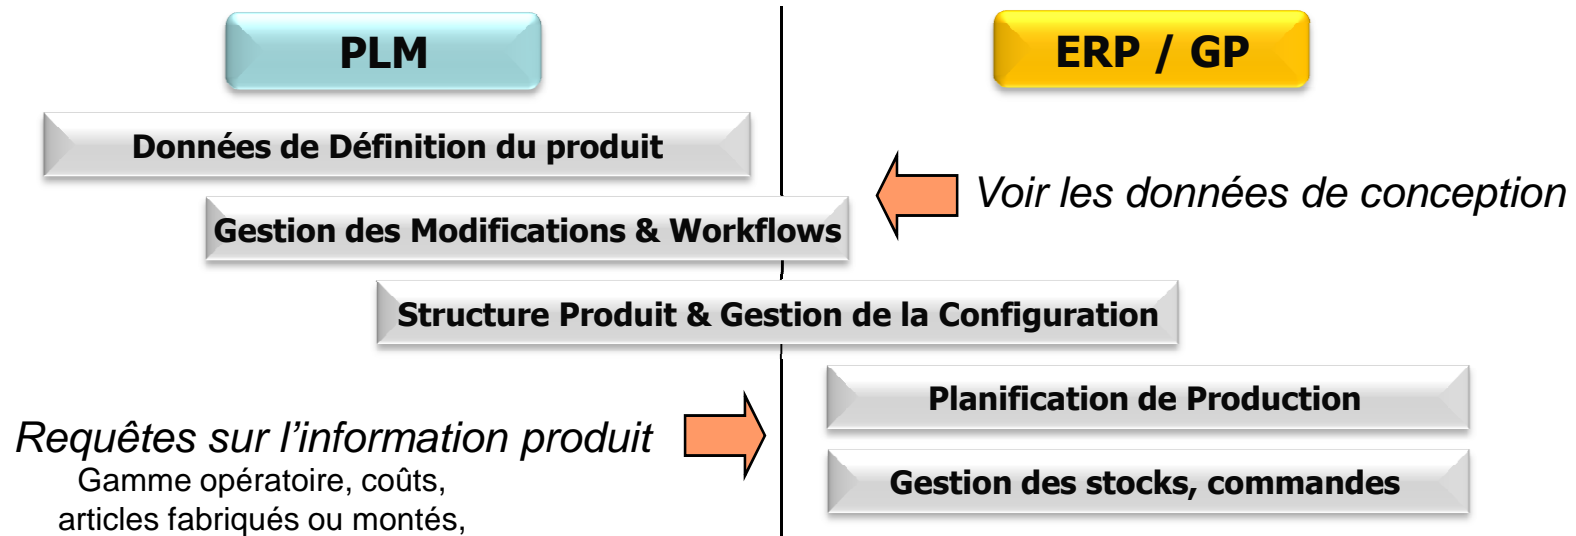 PLM
ERP / GP
Données de Définition du produit
Voir les données de conception
Gestion des Modifications & Workflows
Structure Produit & Gestion de la Configuration
Planification de Production
Requêtes sur l’information produit
Gamme opératoire, coûts,
articles fabriqués ou montés,
Gestion des stocks, commandes